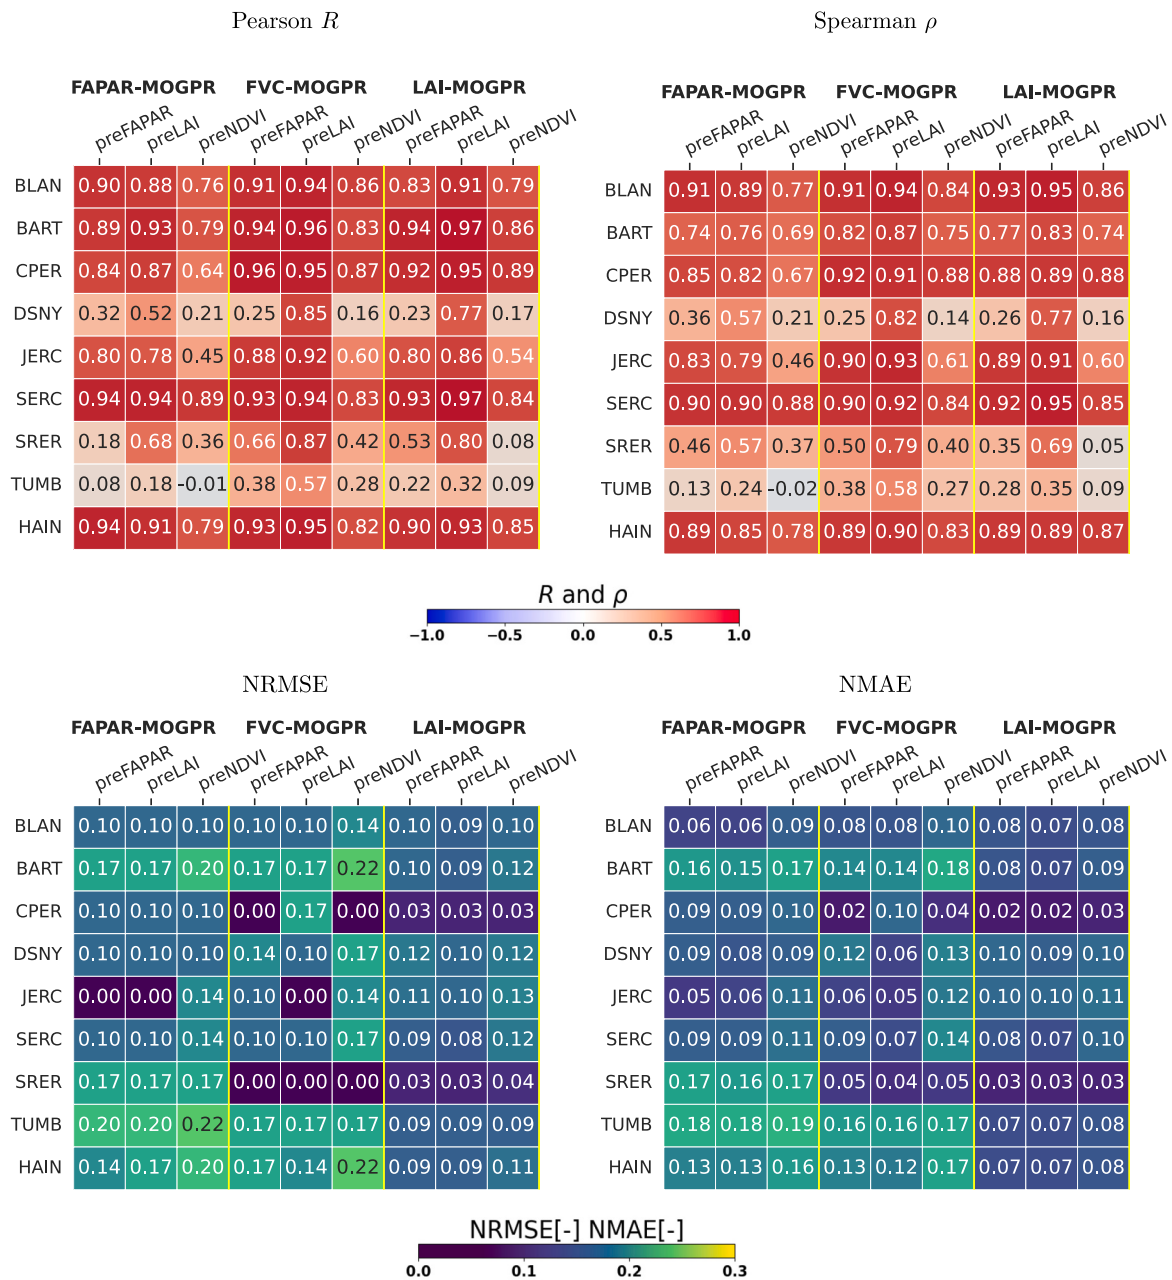 Pearson R
Spearman ρ
FAPAR-MOGPR FVC-MOGPR LAI-MOGPR
preFAPAR preLAI preNDVI preFAPAR preLAI preNDVI preFAPAR preLAI preNDVI
BLAN 0.90 0.88 0.76 0.91 0.94 0.86 0.83 0.91 0.79
BART 0.89 0.93 0.79 0.94 0.96 0.83 0.94 0.97 0.86
CPER 0.84 0.87 0.64 0.96 0.95 0.87 0.92 0.95 0.89
DSNY 0.32 0.52 0.21 0.25 0.85 0.16 0.23 0.77 0.17
JERC 0.80 0.78 0.45 0.88 0.92 0.60 0.80 0.86 0.54
SERC 0.94 0.94 0.89 0.93 0.94 0.83 0.93 0.97 0.84
SRER 0.18 0.68 0.36 0.66 0.87 0.42 0.53 0.80 0.08
TUMB 0.08 0.18 -0.01 0.38 0.57 0.28 0.22 0.32 0.09
HAIN 0.94 0.91 0.79 0.93 0.95 0.82 0.90 0.93 0.85
FAPAR-MOGPR FVC-MOGPR LAI-MOGPR
preFAPAR preLAI preNDVI preFAPAR preLAI preNDVI preFAPAR preLAI preNDVI
BLAN 0.91 0.89 0.77 0.91 0.94 0.84 0.93 0.95 0.86
BART 0.74 0.76 0.69 0.82 0.87 0.75 0.77 0.83 0.74
CPER 0.85 0.82 0.67 0.92 0.91 0.88 0.88 0.89 0.88
DSNY 0.36 0.57 0.21 0.25 0.82 0.14 0.26 0.77 0.16
JERC 0.83 0.79 0.46 0.90 0.93 0.61 0.89 0.91 0.60
SERC 0.90 0.90 0.88 0.90 0.92 0.84 0.92 0.95 0.85
SRER 0.46 0.57 0.37 0.50 0.79 0.40 0.35 0.69 0.05
TUMB 0.13 0.24 -0.02 0.38 0.58 0.27 0.28 0.35 0.09
HAIN 0.89 0.85 0.78 0.89 0.90 0.83 0.89 0.89 0.87
R and ρ
−1.0 −0.5 0.0 0.5 1.0
NRMSE
NMAE
FAPAR-MOGPR FVC-MOGPR LAI-MOGPR
preFAPAR preLAI preNDVI preFAPAR preLAI preNDVI preFAPAR preLAI preNDVI
BLAN 0.10 0.10 0.10 0.10 0.10 0.14 0.10 0.09 0.10
BART 0.17 0.17 0.20 0.17 0.17 0.22 0.10 0.09 0.12
CPER 0.10 0.10 0.10 0.00 0.17 0.00 0.03 0.03 0.03
DSNY 0.10 0.10 0.10 0.14 0.10 0.17 0.12 0.10 0.12
JERC 0.00 0.00 0.14 0.10 0.00 0.14 0.11 0.10 0.13
SERC 0.10 0.10 0.14 0.10 0.10 0.17 0.09 0.08 0.12
SRER 0.17 0.17 0.17 0.00 0.00 0.00 0.03 0.03 0.04
TUMB 0.20 0.20 0.22 0.17 0.17 0.17 0.09 0.09 0.09
HAIN 0.14 0.17 0.20 0.17 0.14 0.22 0.09 0.09 0.11
FAPAR-MOGPR FVC-MOGPR LAI-MOGPR
preFAPAR preLAI preNDVI preFAPAR preLAI preNDVI preFAPAR preLAI preNDVI
BLAN 0.06 0.06 0.09 0.08 0.08 0.10 0.08 0.07 0.08
BART 0.16 0.15 0.17 0.14 0.14 0.18 0.08 0.07 0.09
CPER 0.09 0.09 0.10 0.02 0.10 0.04 0.02 0.02 0.03
DSNY 0.09 0.08 0.09 0.12 0.06 0.13 0.10 0.09 0.10
JERC 0.05 0.06 0.11 0.06 0.05 0.12 0.10 0.10 0.11
SERC 0.09 0.09 0.11 0.09 0.07 0.14 0.08 0.07 0.10
SRER 0.17 0.16 0.17 0.05 0.04 0.05 0.03 0.03 0.03
TUMB 0.18 0.18 0.19 0.16 0.16 0.17 0.07 0.07 0.08
HAIN 0.13 0.13 0.16 0.13 0.12 0.17 0.07 0.07 0.08
NRMSE[-] NMAE[-]
0.0 0.1 0.2 0.3